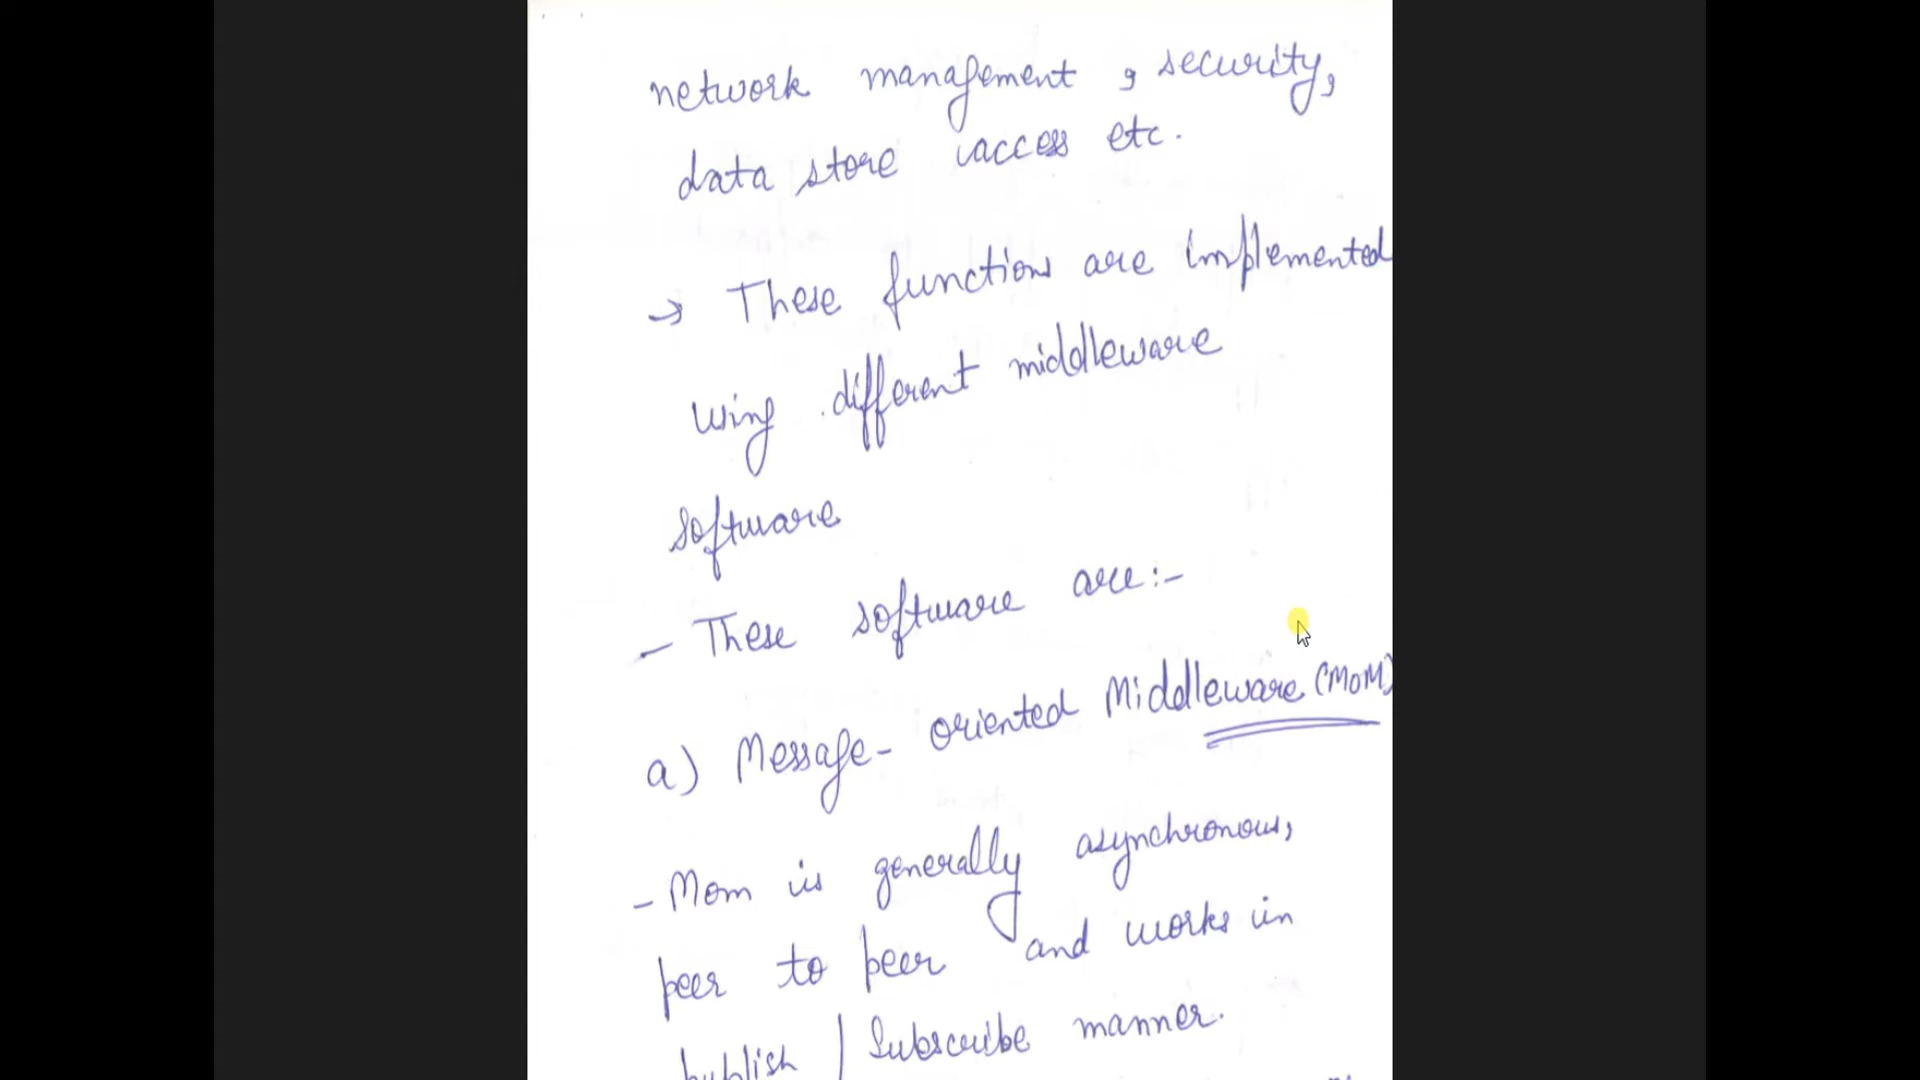 network management, security,
data store access etc.
→ These functions are implemented
using different middleware
software
- These software are:-
a) Message-oriented Middleware (MOM)
- Mom is generally asynchronous,
peer to peer and works in
publish / Subscribe manner.